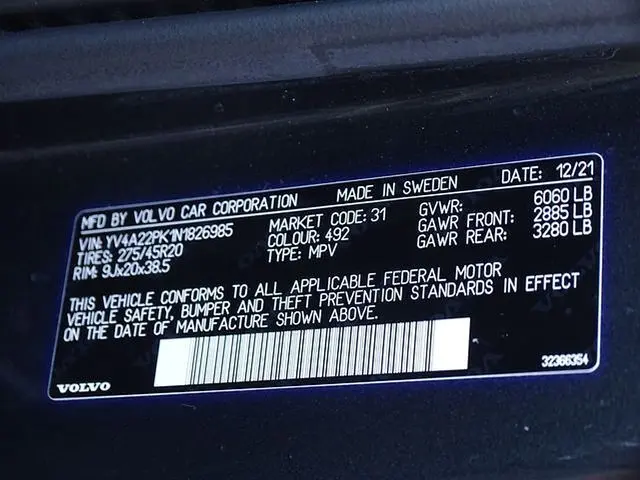 MFD BY VOLVO CAR CORPORATION MADE IN SWEDEN DATE: 12/21
VIN: YV4A22PK1N1826985 MARKET CODE: 31 GVWR: 6060 LB
TIRES: 275/45R20 COLOUR: 492 GAWR FRONT: 2885 LB
RIM: 9Jx20x38.5 TYPE: MPV GAWR REAR: 3280 LB
THIS VEHICLE CONFORMS TO ALL APPLICABLE FEDERAL MOTOR
VEHICLE SAFETY, BUMPER AND THEFT PREVENTION STANDARDS IN EFFECT
ON THE DATE OF MANUFACTURE SHOWN ABOVE.
VOLVO 32366354